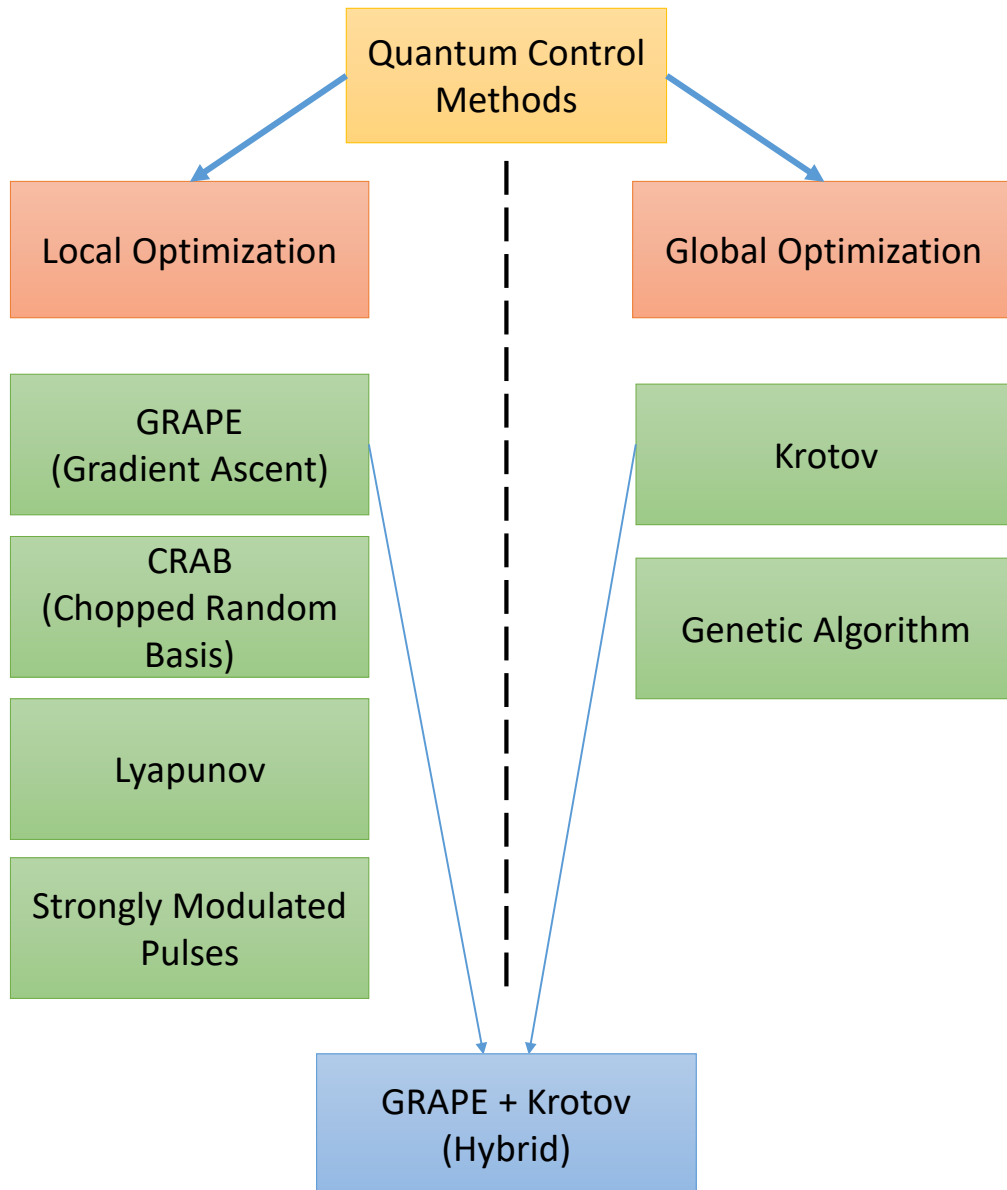 Quantum Control
Methods
Local Optimization
Global Optimization
GRAPE
(Gradient Ascent)
CRAB
(Chopped Random
Basis)
Lyapunov
Strongly Modulated
Pulses
Krotov
Genetic Algorithm
GRAPE + Krotov
(Hybrid)